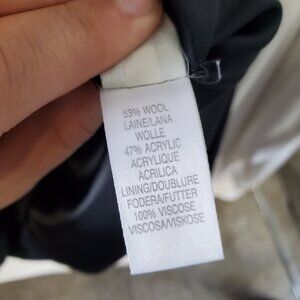 53% WOOL
LAINE/LANA
WOLLE
47% ACRYLIC
ACRYLIQUE
ACRILICA
LINING/DOUBLURE
FODERA/FUTTER
100% VISCOSE
VISCOSA/VISKOSE